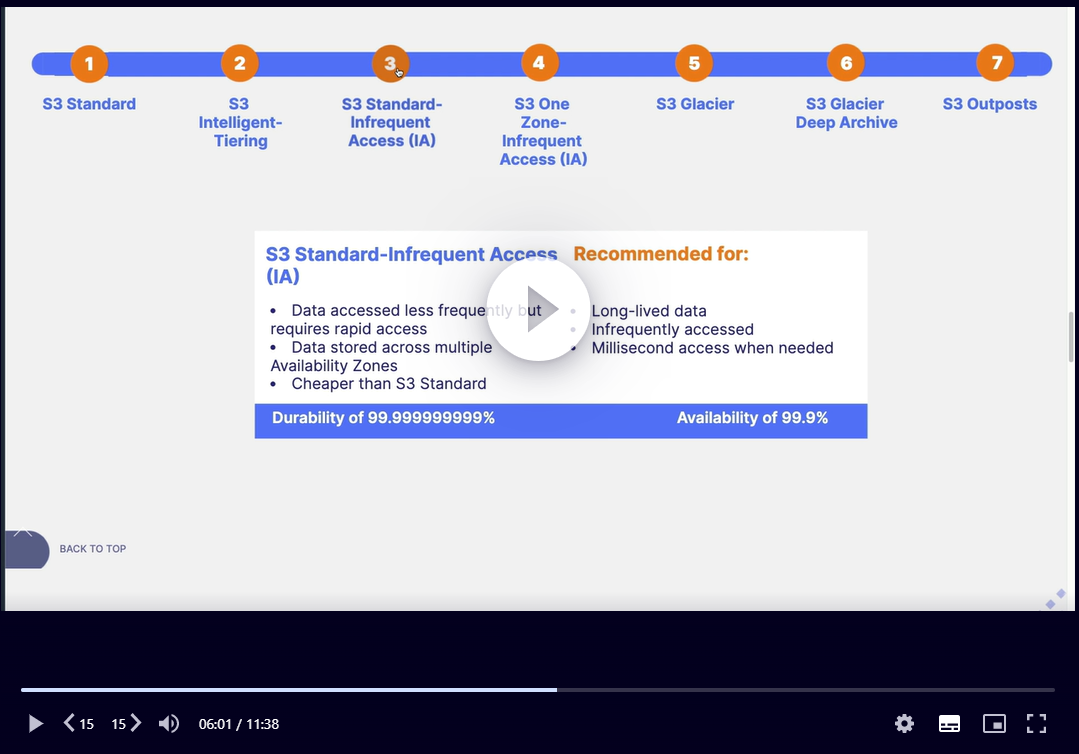 1
2
3
4
5
6
7
S3 Standard
S3
Intelligent-
Tiering
S3 Standard-
Infrequent
Access (IA)
S3 One
Zone-
Infrequent
Access (IA)
S3 Glacier
S3 Glacier
Deep Archive
S3 Outposts
S3 Standard-Infrequent Access
(IA)
• Data accessed less frequently but
requires rapid access
• Data stored across multiple
Availability Zones
• Cheaper than S3 Standard
Recommended for:
• Long-lived data
• Infrequently accessed
• Millisecond access when needed
Durability of 99.999999999%
Availability of 99.9%
BACK TO TOP
15
15
06:01 / 11:38